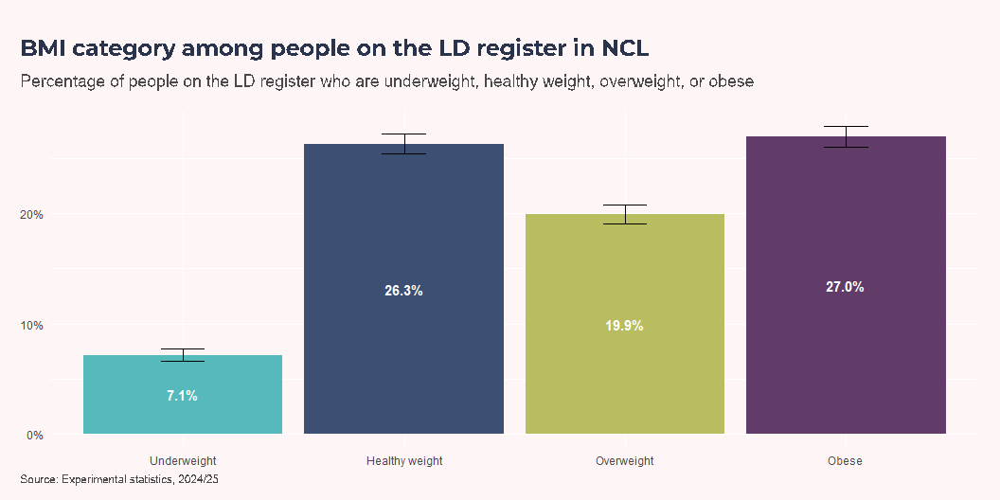 BMI category among people on the LD register in NCL
Percentage of people on the LD register who are underweight, healthy weight, overweight, or obese
20%
10%
0%
7.1%
26.3%
19.9%
27.0%
Underweight
Healthy weight
Overweight
Obese
Source: Experimental statistics, 2024/25